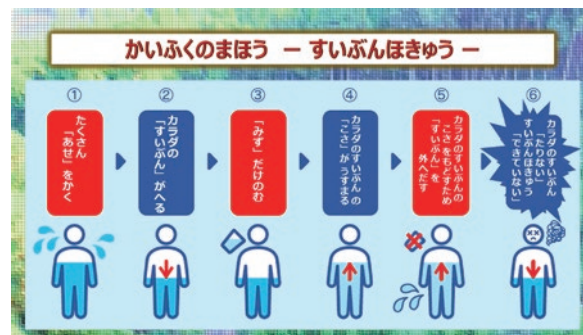 かいふくのまほう － すいぶんほきゅう －
①
たくさん
「あせ」をかく
②
カラダの
「すいぶん」がへる
③
「みず」だけのむ
④
カラダのすいぶんの
「こさ」がうすまる
⑤
カラダのすいぶんの
こさをもどすため
「すいぶん」を
外へだす
⑥
カラダのすいぶん
「たりない」
すいぶんほきゅう
「できていない」